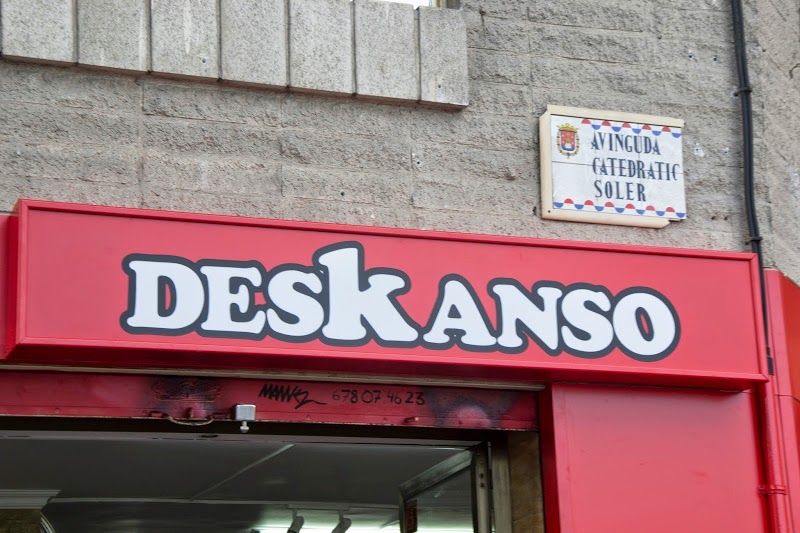 AVINGUDA
CATEDRATIC
SOLER
DESkANSO
678 07 46 23